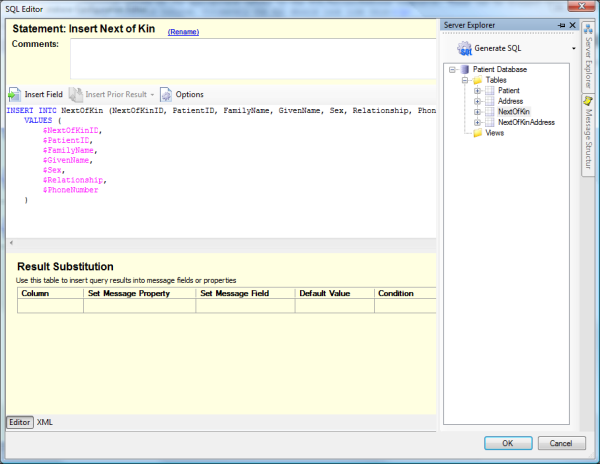 SQL Editor
Statement: Insert Next of Kin (Rename)
Comments:
Insert Field Insert Prior Result Options
INSERT INTO NextOfKin (NextOfKinID, PatientID, FamilyName, GivenName, Sex, Relationship, Phon
VALUES (
$NextOfKinID,
$PatientID,
$FamilyName,
$GivenName,
$Sex,
$Relationship,
$PhoneNumber
)
Result Substitution
Use this table to insert query results into message fields or properties
Column Set Message Property Set Message Field Default Value Condition
Editor XML
Server Explorer
SQL Generate SQL
Patient Database
Tables
Patient
Address
NextOfKin
NextOfKinAddress
Views
Server Explorer
Message Structur
OK Cancel